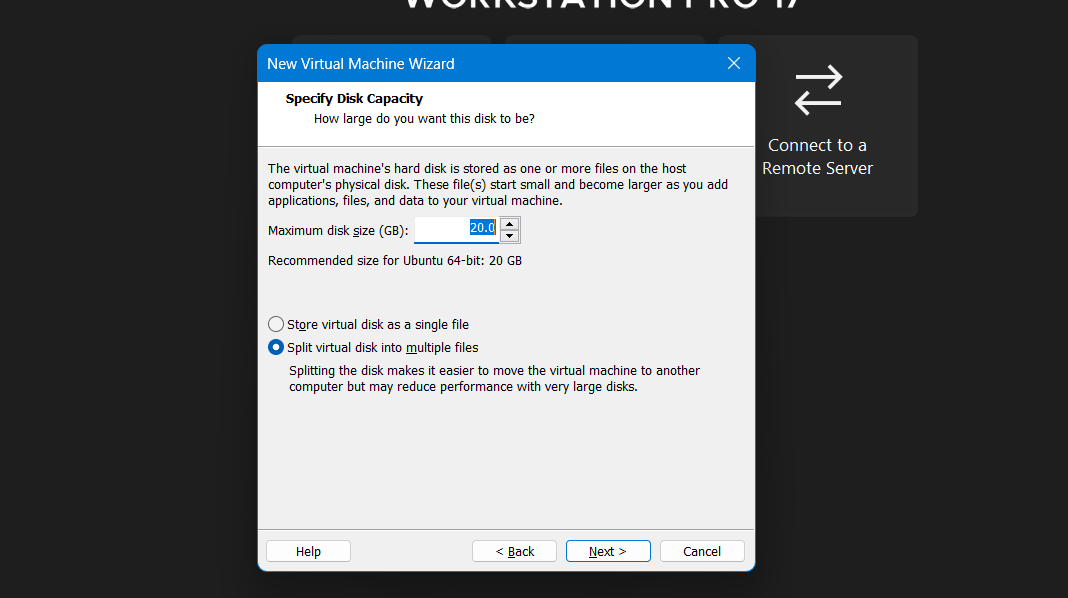 WORKSTATION PRO 17
New Virtual Machine Wizard
Specify Disk Capacity
How large do you want this disk to be?
The virtual machine's hard disk is stored as one or more files on the host
computer's physical disk. These file(s) start small and become larger as you add
applications, files, and data to your virtual machine.
Maximum disk size (GB): 20.0
Recommended size for Ubuntu 64-bit: 20 GB
Store virtual disk as a single file
Split virtual disk into multiple files
Splitting the disk makes it easier to move the virtual machine to another
computer but may reduce performance with very large disks.
Help < Back Next > Cancel
Connect to a
Remote Server